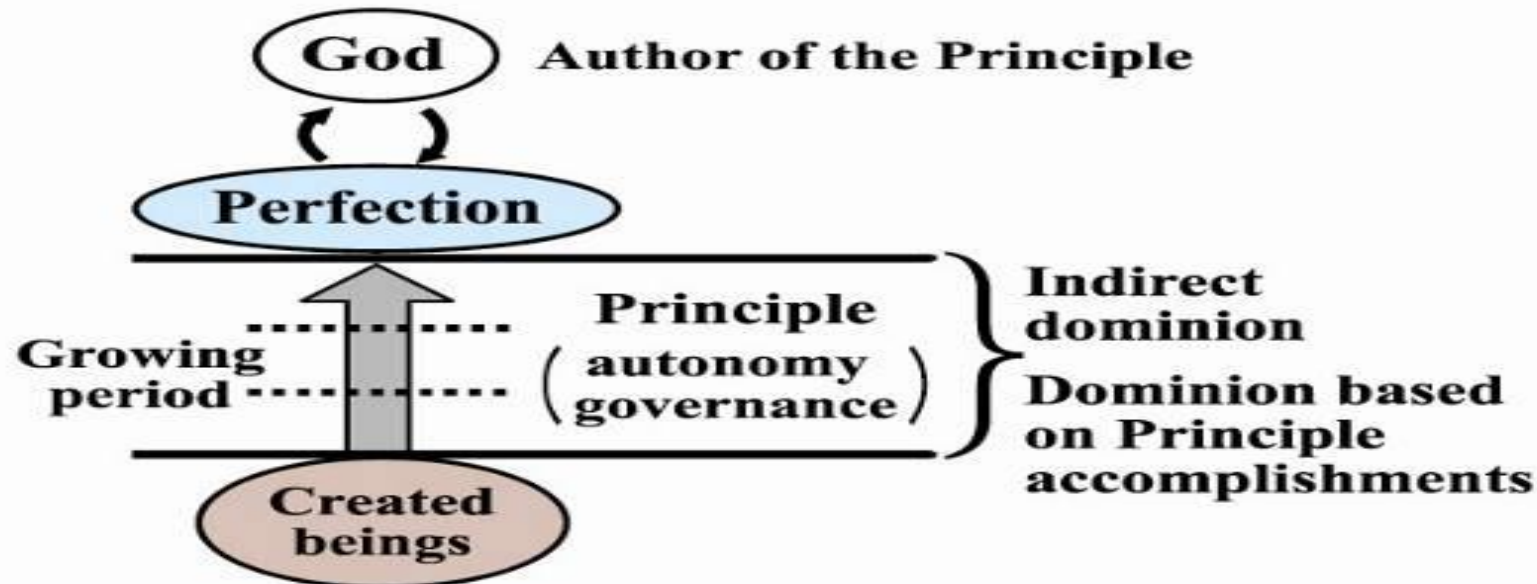 God
Author of the Principle
Perfection
Growing
period
Principle
(autonomy
governance)
Indirect
dominion
Dominion based
on Principle
accomplishments
Created
beings